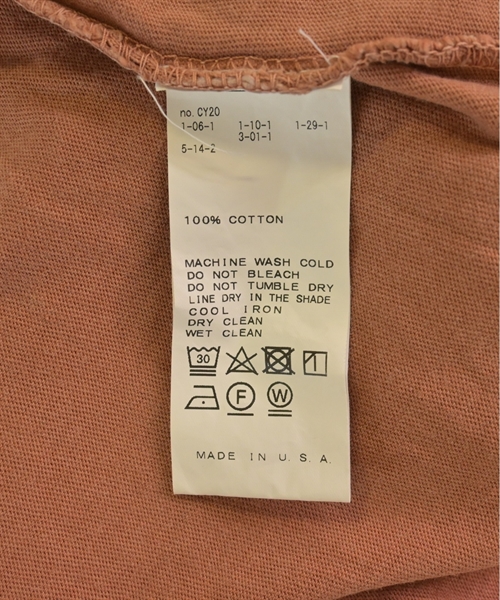 no. CY20
1-06-1 1-10-1 1-29-1
3-01-1
5-14-2
100% COTTON
MACHINE WASH COLD
DO NOT BLEACH
DO NOT TUMBLE DRY
LINE DRY IN THE SHADE
COOL IRON
DRY CLEAN
WET CLEAN
30
F W
MADE IN U. S. A.